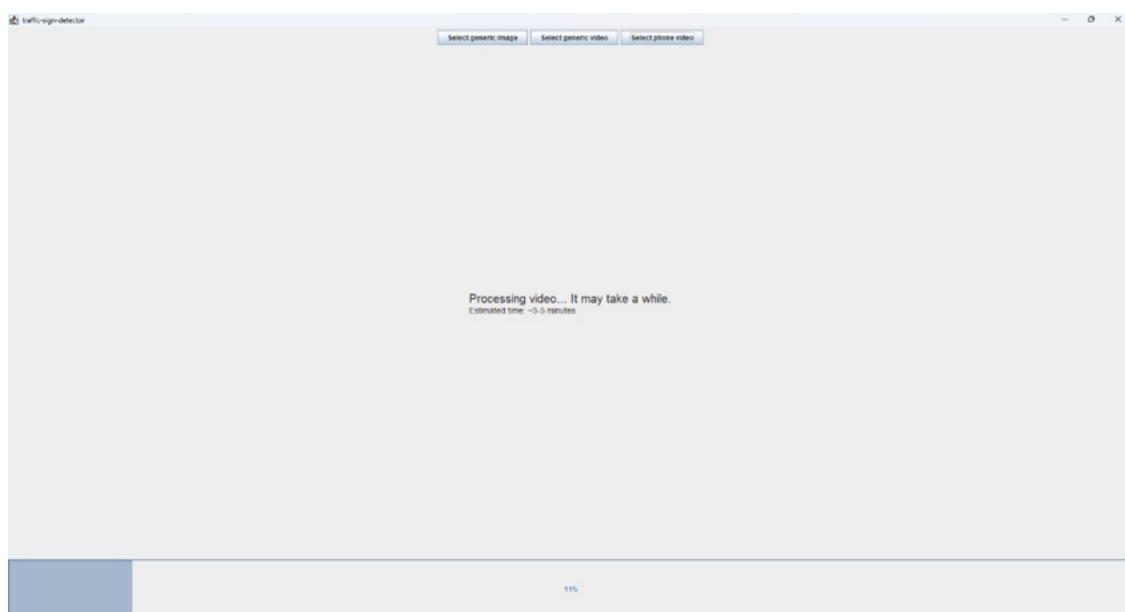 traffic-sign-detector
Select generic image Select generic video Select phone video
Processing video... It may take a while.
Estimated time: ~3-5 minutes
11%